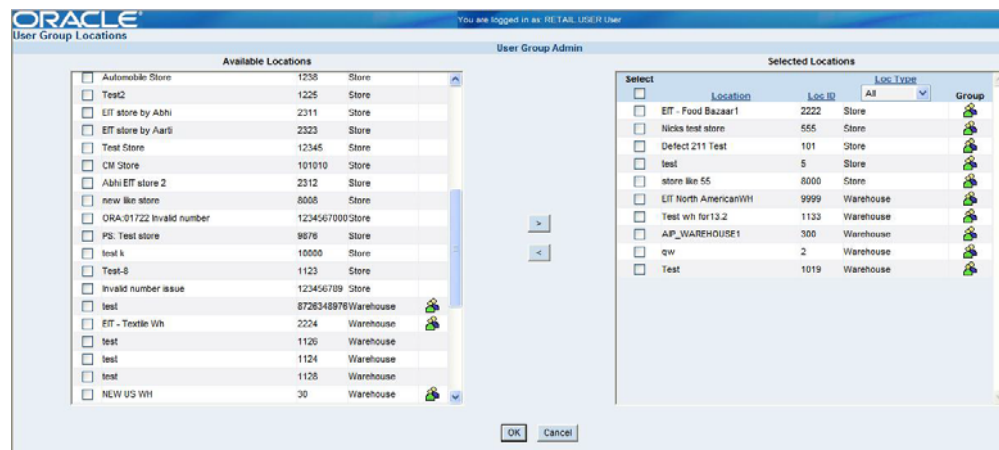 ORACLE
You are logged in as: RETAIL.USER User
User Group Locations
User Group Admin
Available Locations
Automobile Store 1238 Store
Test2 1225 Store
EIT store by Abhi 2311 Store
EIT store by Aarti 2323 Store
Test Store 12345 Store
CM Store 101010 Store
Abhi EIT store 2 2312 Store
new like store 8008 Store
ORA:01722 Invalid number 1234567000 Store
PS: Test store 9876 Store
test k 10000 Store
Test-8 1123 Store
Invalid number issue 123456789 Store
test 8726348976 Warehouse
EIT - Textile Wh 2224 Warehouse
test 1126 Warehouse
test 1124 Warehouse
test 1128 Warehouse
NEW US WH 30 Warehouse
>
<
Selected Locations
Select Loc Type
Location Loc ID All Group
EIT - Food Bazaar1 2222 Store
Nicks test store 555 Store
Defect 211 Test 101 Store
test 5 Store
store like 55 8000 Store
EIT North AmericanWH 9999 Warehouse
Test wh for13.2 1133 Warehouse
AIP_WAREHOUSE1 300 Warehouse
qw 2 Warehouse
Test 1019 Warehouse
OK Cancel